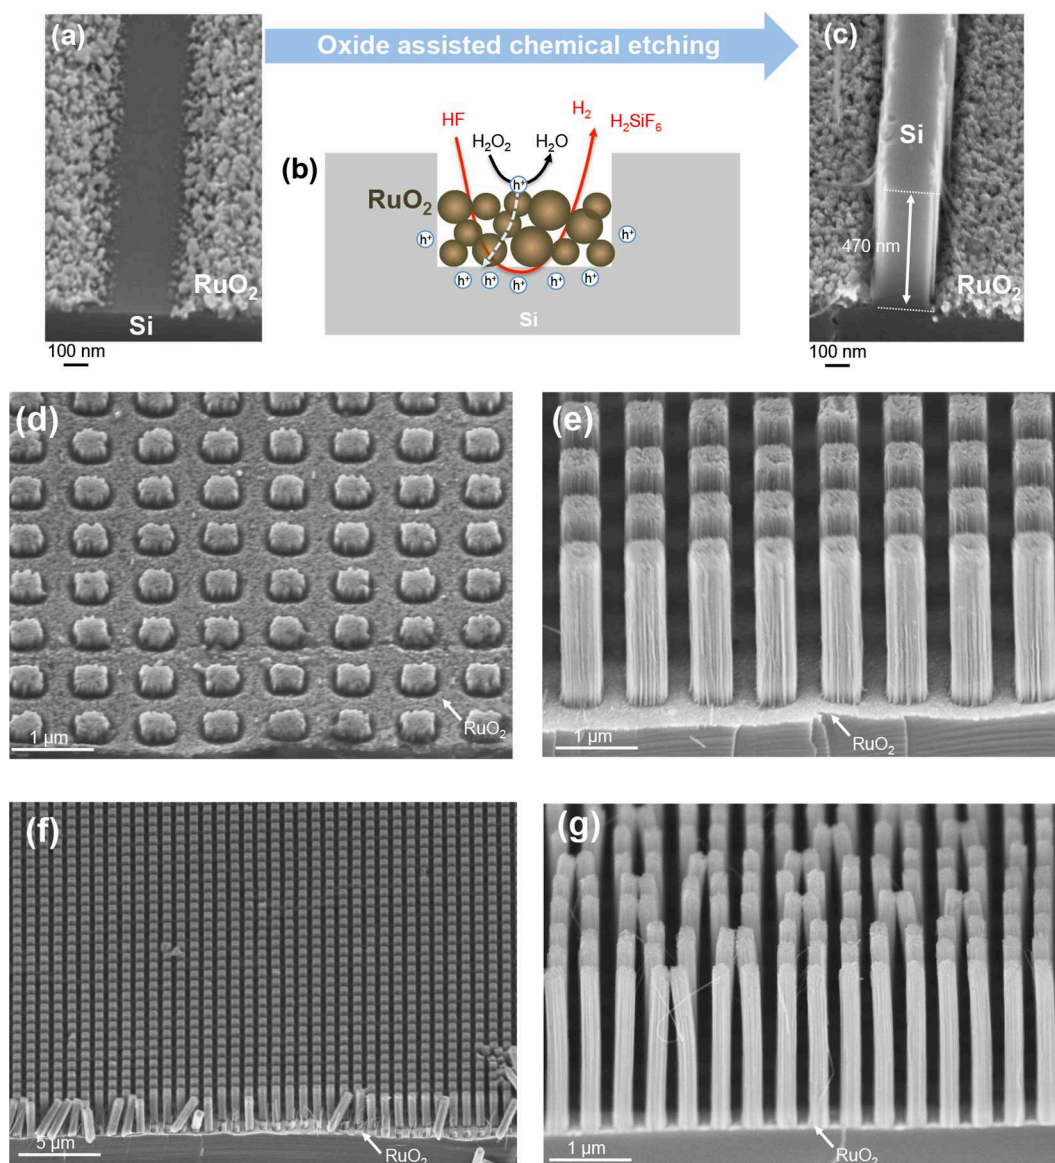 (a)
Oxide assisted chemical etching
(c)
HF
H₂
H₂SiF₆
H₂O₂
H₂O
(b)
h⁺
RuO₂
h⁺
h⁺
h⁺
h⁺
h⁺
h⁺
h⁺
Si
RuO₂
Si
100 nm
Si
470 nm
RuO₂
100 nm
(d)
RuO₂
1 µm
(e)
RuO₂
1 µm
(f)
5 µm
RuO₂
(g)
1 µm
RuO₂